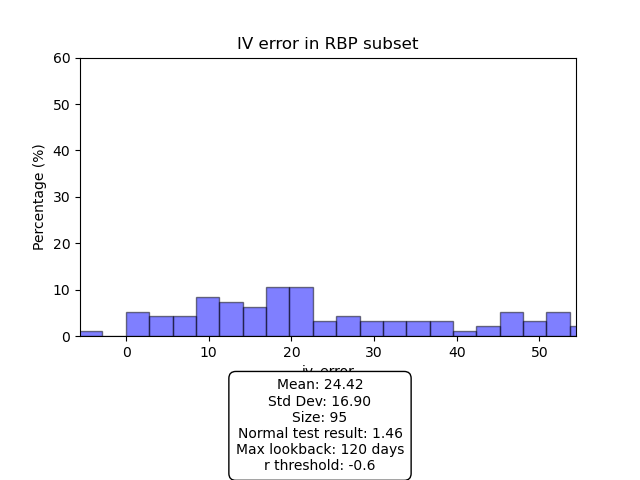 IV error in RBP subset
60
50
40
30
20
10
0
Percentage (%)
0 10 20 30 40 50
iv_error
Mean: 24.42
Std Dev: 16.90
Size: 95
Normal test result: 1.46
Max lookback: 120 days
r threshold: -0.6